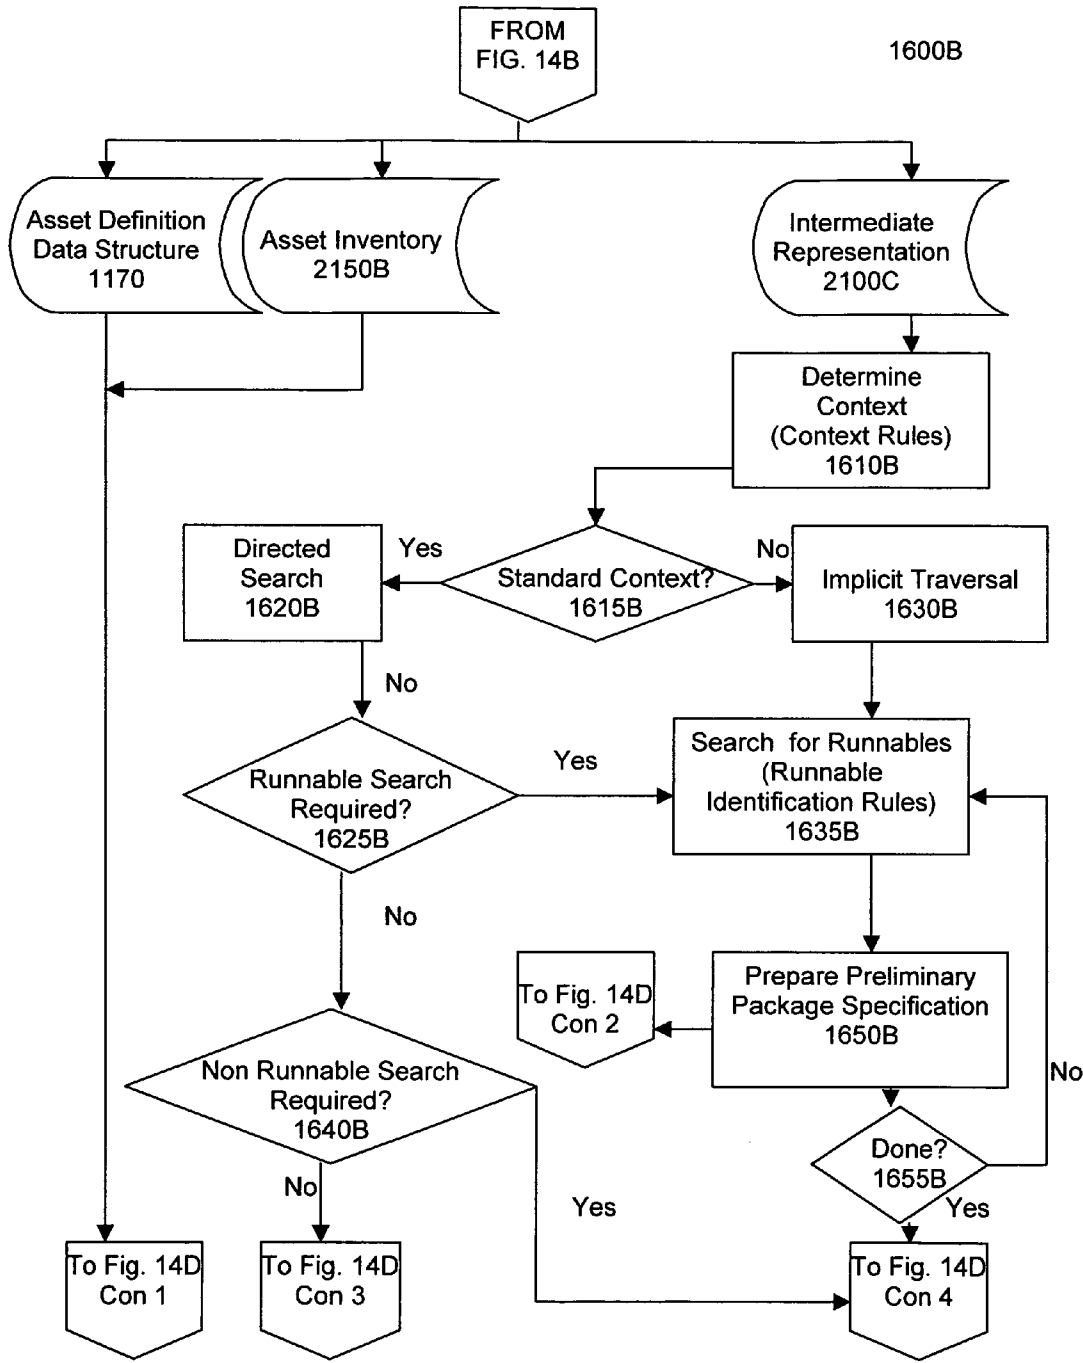 FROM
FIG. 14B
1600B
Asset Definition
Data Structure
1170
Asset Inventory
2150B
Intermediate
Representation
2100C
Determine
Context
(Context Rules)
1610B
Directed
Search
1620B
Yes
Standard Context?
1615B
No
Implicit Traversal
1630B
No
Runnable Search
Required?
1625B
Yes
Search for Runnables
(Runnable
Identification Rules)
1635B
No
To Fig. 14D
Con 2
Prepare Preliminary
Package Specification
1650B
No
Non Runnable Search
Required?
1640B
Done?
1655B
No
Yes
Yes
To Fig. 14D
Con 1
To Fig. 14D
Con 3
To Fig. 14D
Con 4